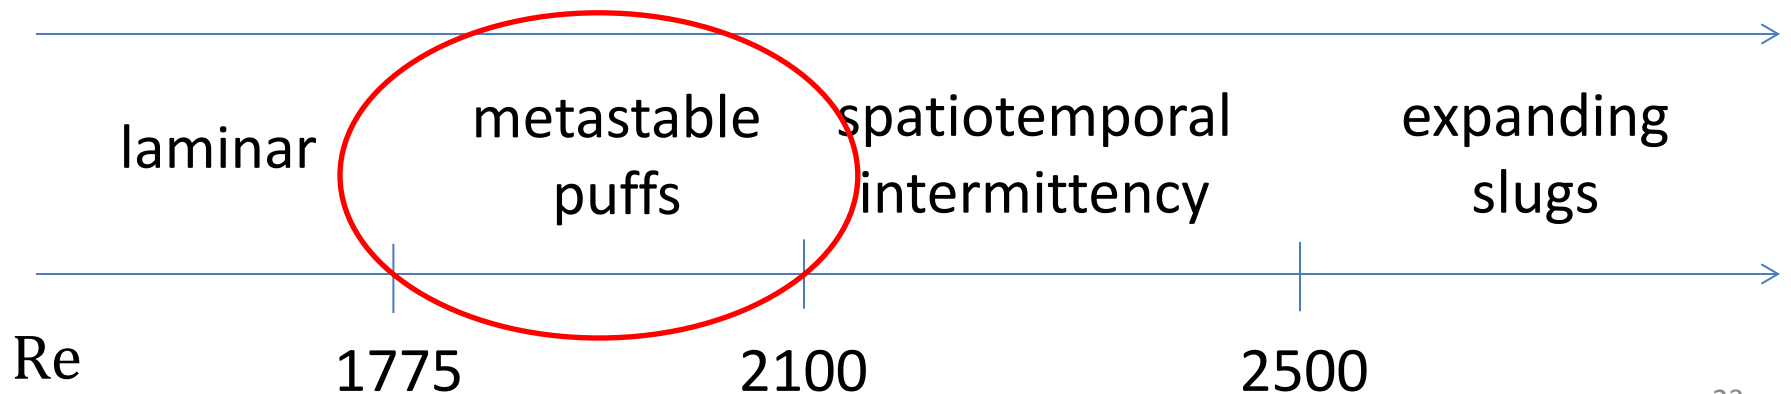 laminar
metastable
puffs
spatiotemporal
intermittency
expanding
slugs
Re
1775
2100
2500